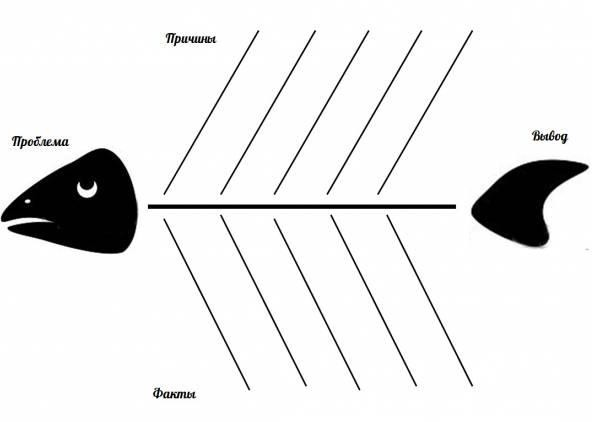 Причины
Проблема
Вывод
Факты